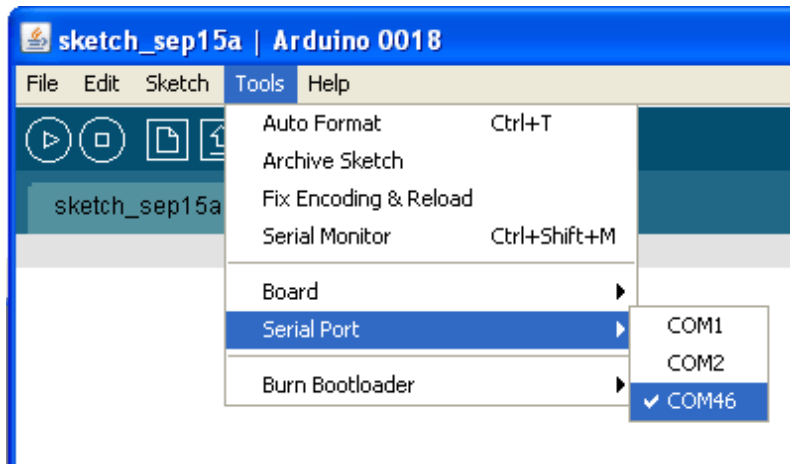 sketch_sep15a | Arduino 0018
File Edit Sketch Tools Help
Auto Format Ctrl+T
Archive Sketch
sketch_sep15a
Fix Encoding & Reload
Serial Monitor Ctrl+Shift+M
Board
Serial Port
COM1
COM2
Burn Bootloader
COM46